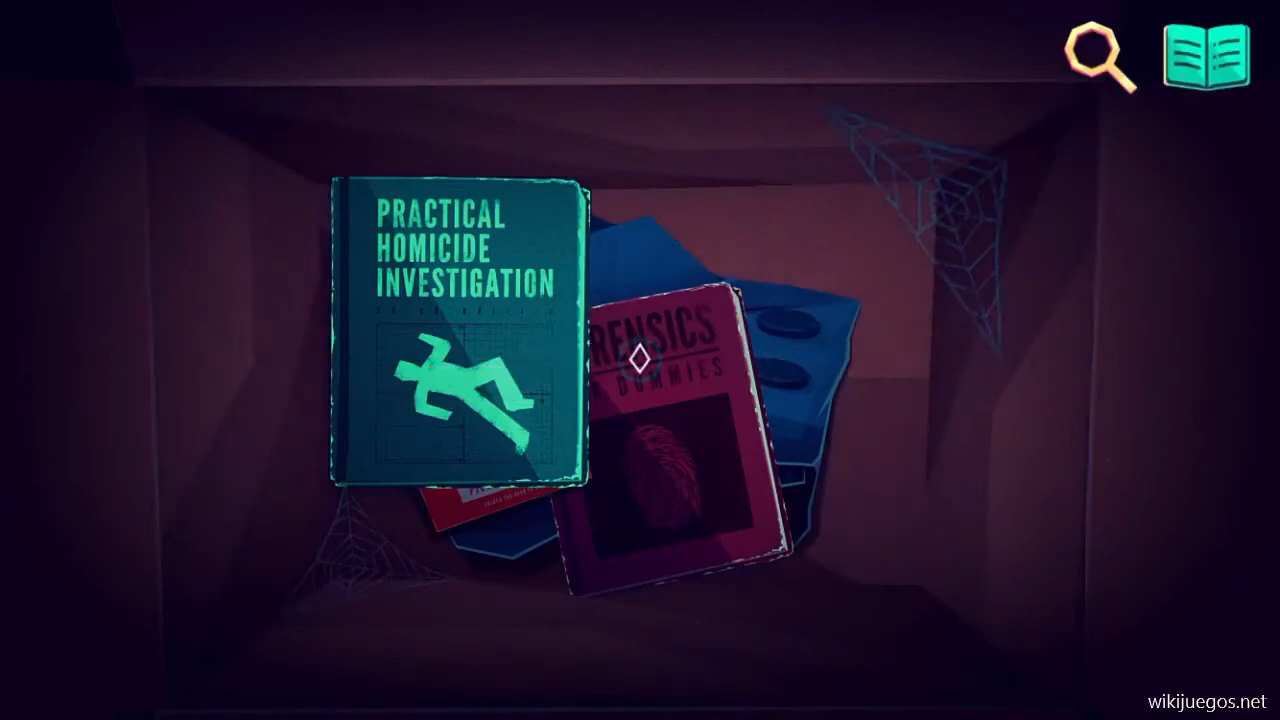 PRACTICAL
HOMICIDE
INVESTIGATION
RENSICS
DUMMIES
wikijuegos.net